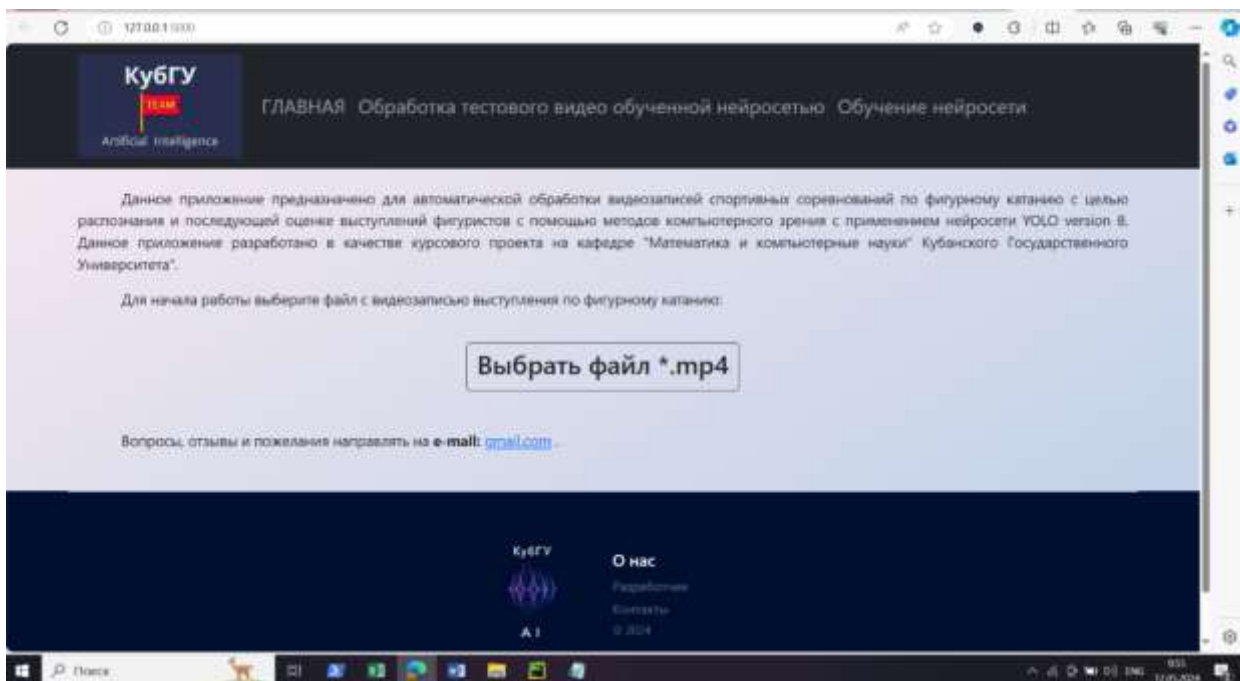 127.0.0.1:5000
КубГУ
TEAM
Artificial Intelligence
ГЛАВНАЯ Обработка тестового видео обученной нейросетью Обучение нейросети
Данное приложение предназначено для автоматической обработки видеозаписей спортивных соревнований по фигурному катанию с целью
распознания и последующей оценке выступлений фигуристов с помощью методов компьютерного зрения с применением нейросети YOLO version 8.
Данное приложение разработано в качестве курсового проекта на кафедре "Математика и компьютерные науки" Кубанского Государственного
Университета".
Для начала работы выберите файл с видеозаписью выступления по фигурному катанию:
Выбрать файл *.mp4
Вопросы, отзывы и пожелания направлять на e-mail: gmail.com .
КубГУ
A I
О нас
Разработчик
Контакты
© 2024
Поиск
ENG
12.05.2024